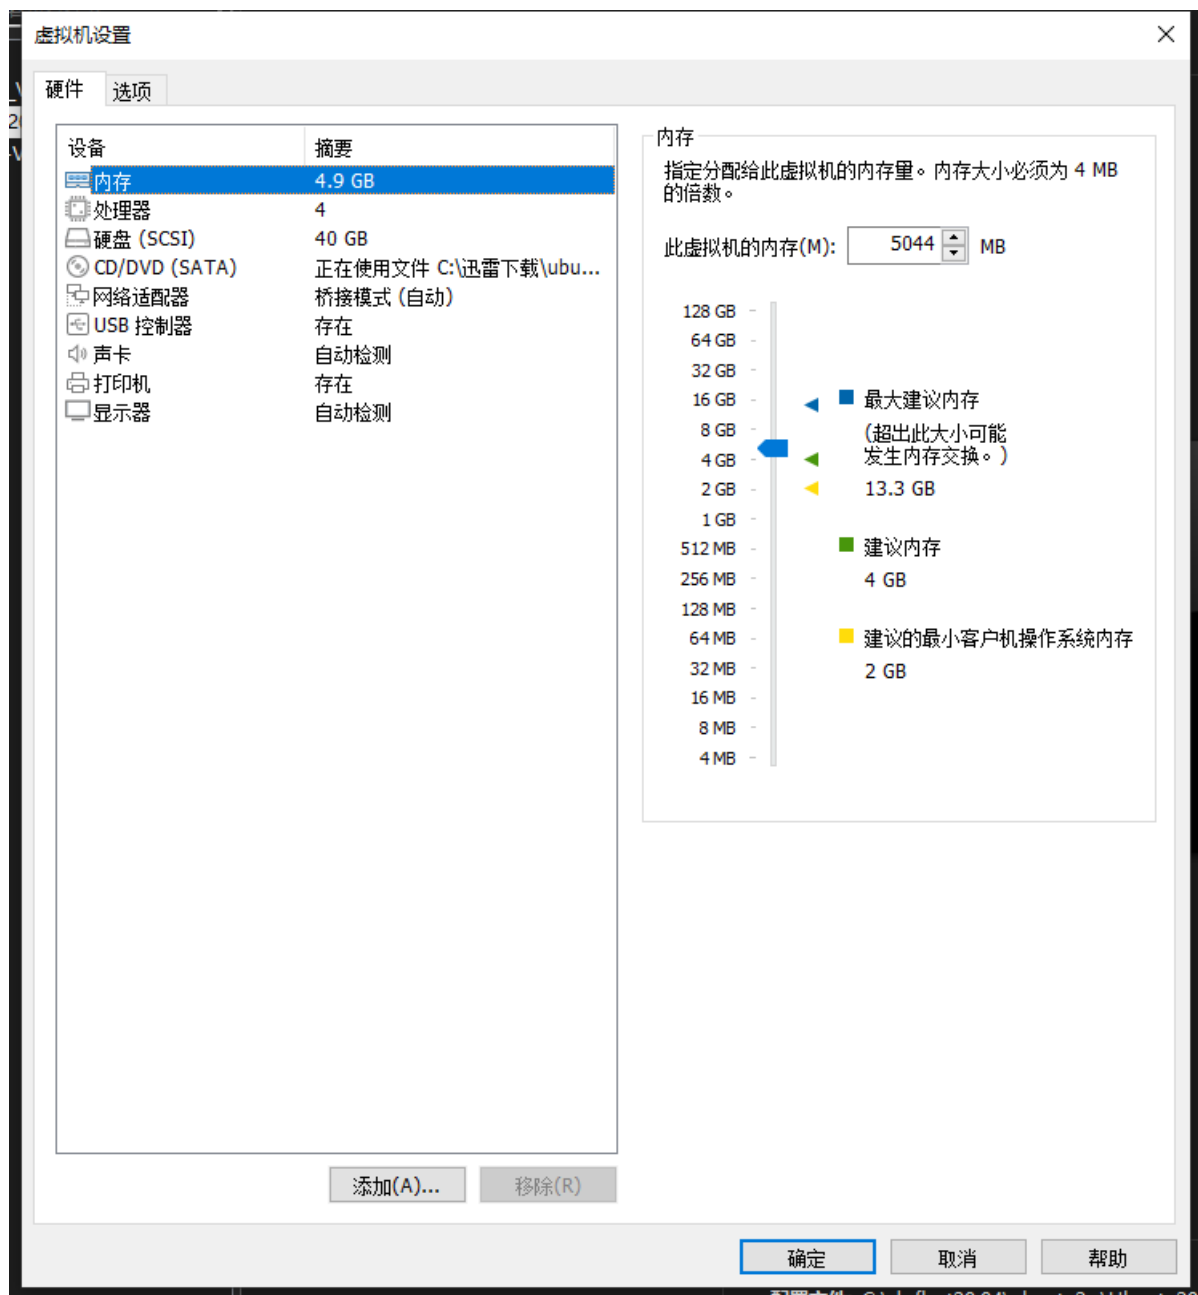 虚拟机设置
硬件 选项
设备 摘要
内存 4.9 GB
处理器 4
硬盘 (SCSI) 40 GB
CD/DVD (SATA) 正在使用文件 C:\迅雷下载\ubu...
网络适配器 桥接模式 (自动)
USB 控制器 存在
声卡 自动检测
打印机 存在
显示器 自动检测
添加(A)... 移除(R)
内存
指定分配给此虚拟机的内存量。内存大小必须为 4 MB
的倍数。
此虚拟机的内存(M): 5044 MB
128 GB
64 GB
32 GB
16 GB
8 GB
4 GB
2 GB
1 GB
512 MB
256 MB
128 MB
64 MB
32 MB
16 MB
8 MB
4 MB
最大建议内存
(超出此大小可能
发生内存交换。)
13.3 GB
建议内存
4 GB
建议的最小客户机操作系统内存
2 GB
确定 取消 帮助